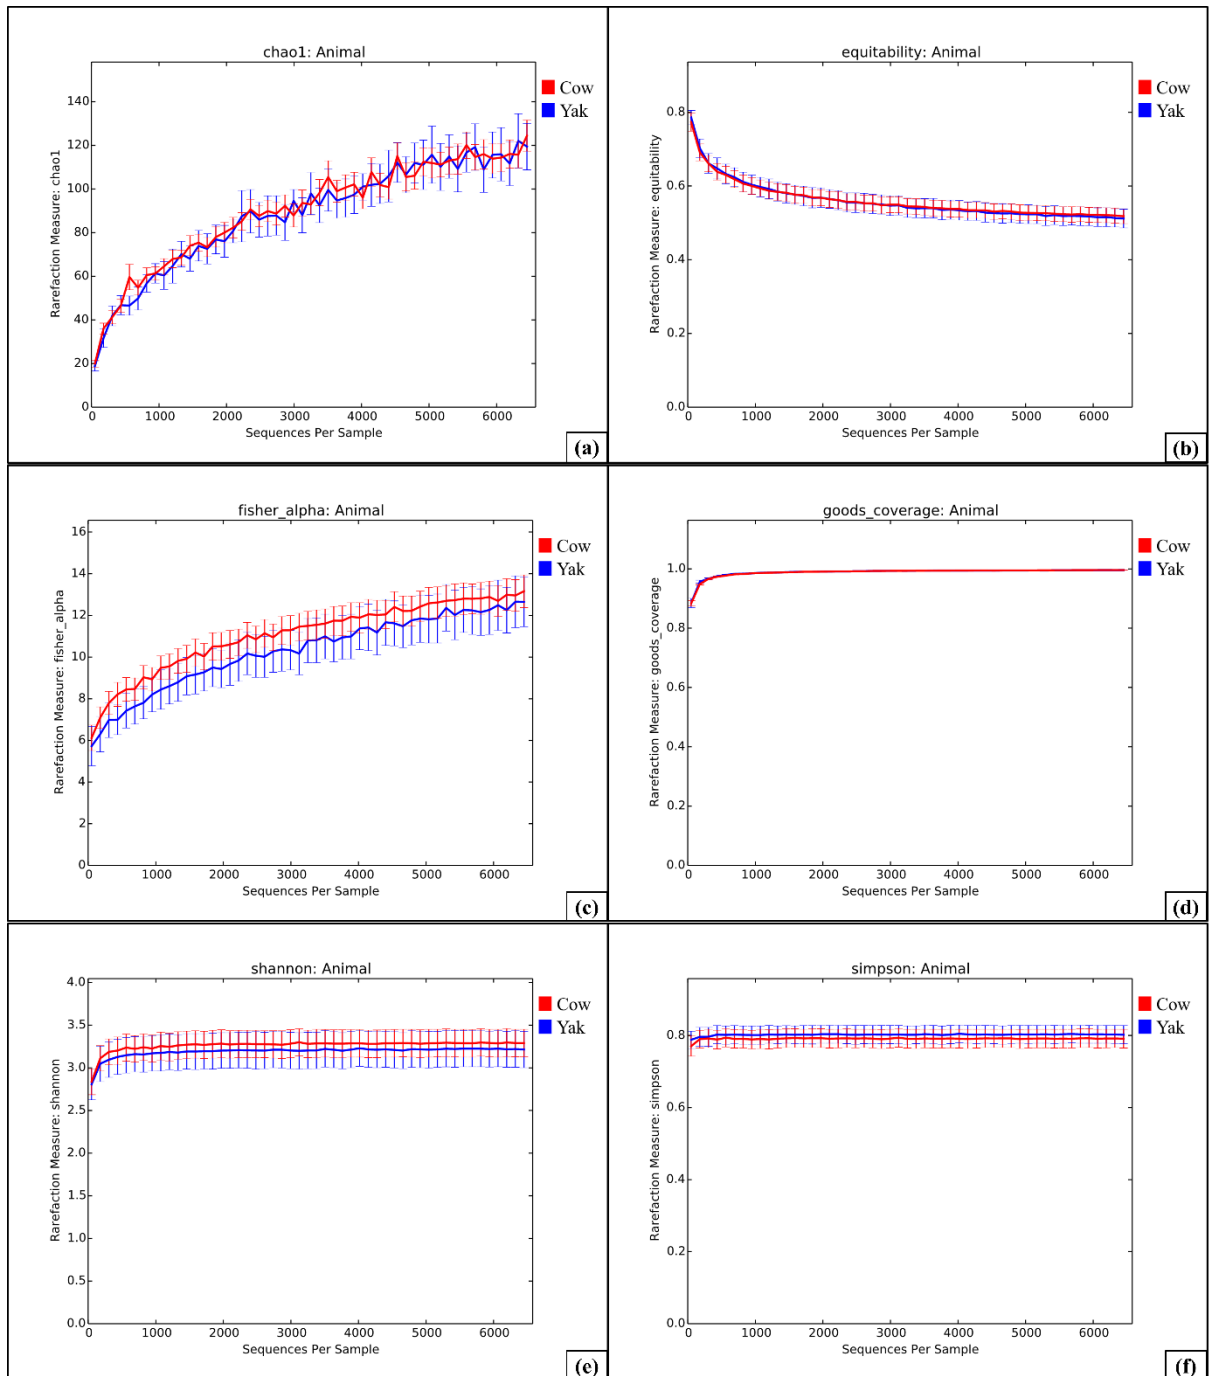 chao1: Animal
Rarefaction Measure: chao1
140
120
100
80
60
40
20
0
0 1000 2000 3000 4000 5000 6000
Sequences Per Sample
Cow
Yak
(a)
equitability: Animal
Rarefaction Measure: equitability
0.8
0.6
0.4
0.2
0.0
0 1000 2000 3000 4000 5000 6000
Sequences Per Sample
Cow
Yak
(b)
fisher_alpha: Animal
Rarefaction Measure: fisher_alpha
16
14
12
10
8
6
4
2
0
0 1000 2000 3000 4000 5000 6000
Sequences Per Sample
Cow
Yak
(c)
goods_coverage: Animal
Rarefaction Measure: goods_coverage
1.0
0.8
0.6
0.4
0.2
0.0
0 1000 2000 3000 4000 5000 6000
Sequences Per Sample
Cow
Yak
(d)
shannon: Animal
Rarefaction Measure: shannon
4.0
3.5
3.0
2.5
2.0
1.5
1.0
0.5
0.0
0 1000 2000 3000 4000 5000 6000
Sequences Per Sample
Cow
Yak
(e)
simpson: Animal
Rarefaction Measure: simpson
0.8
0.6
0.4
0.2
0.0
0 1000 2000 3000 4000 5000 6000
Sequences Per Sample
Cow
Yak
(f)